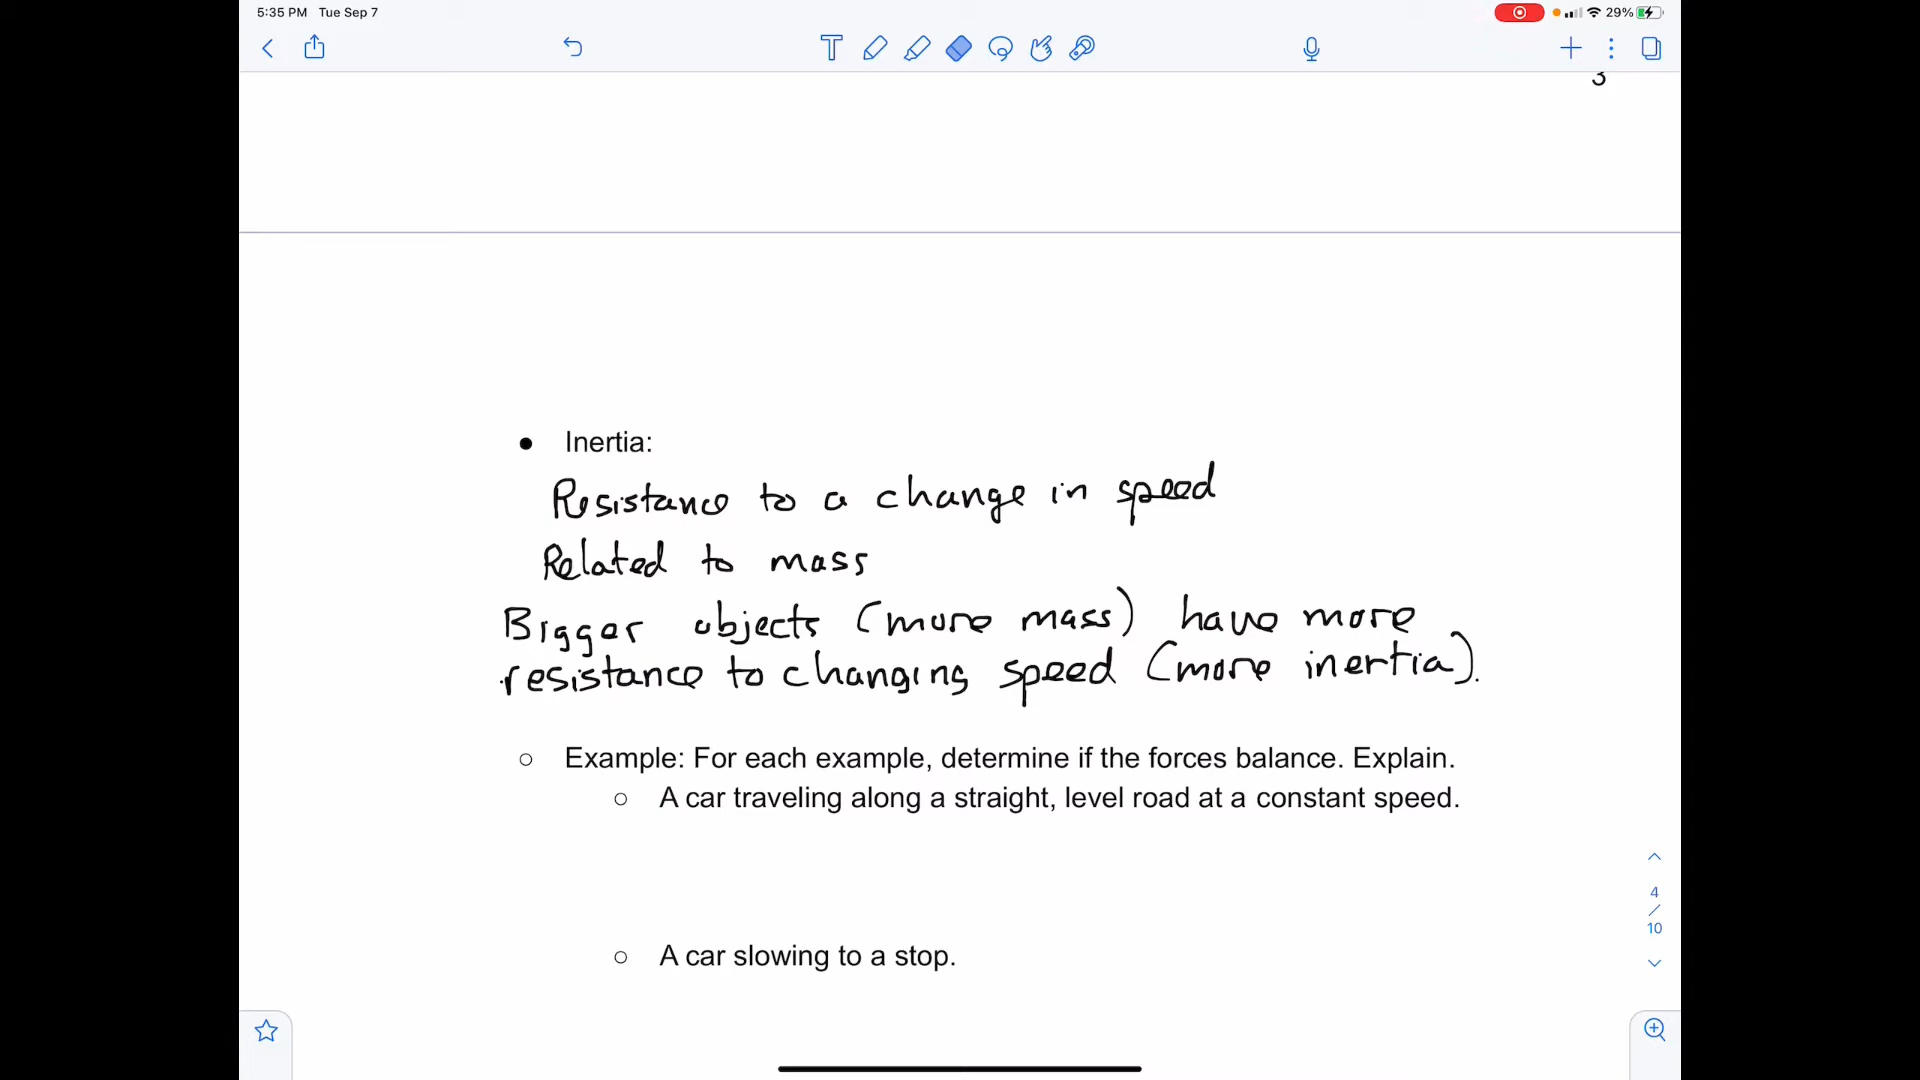 5:35 PM Tue Sep 7 29%
3
● Inertia:
Resistance to a change in speed
Related to mass
Bigger objects (more mass) have more
resistance to changing speed (more inertia).
○ Example: For each example, determine if the forces balance. Explain.
○ A car traveling along a straight, level road at a constant speed.
4
/
10
○ A car slowing to a stop.